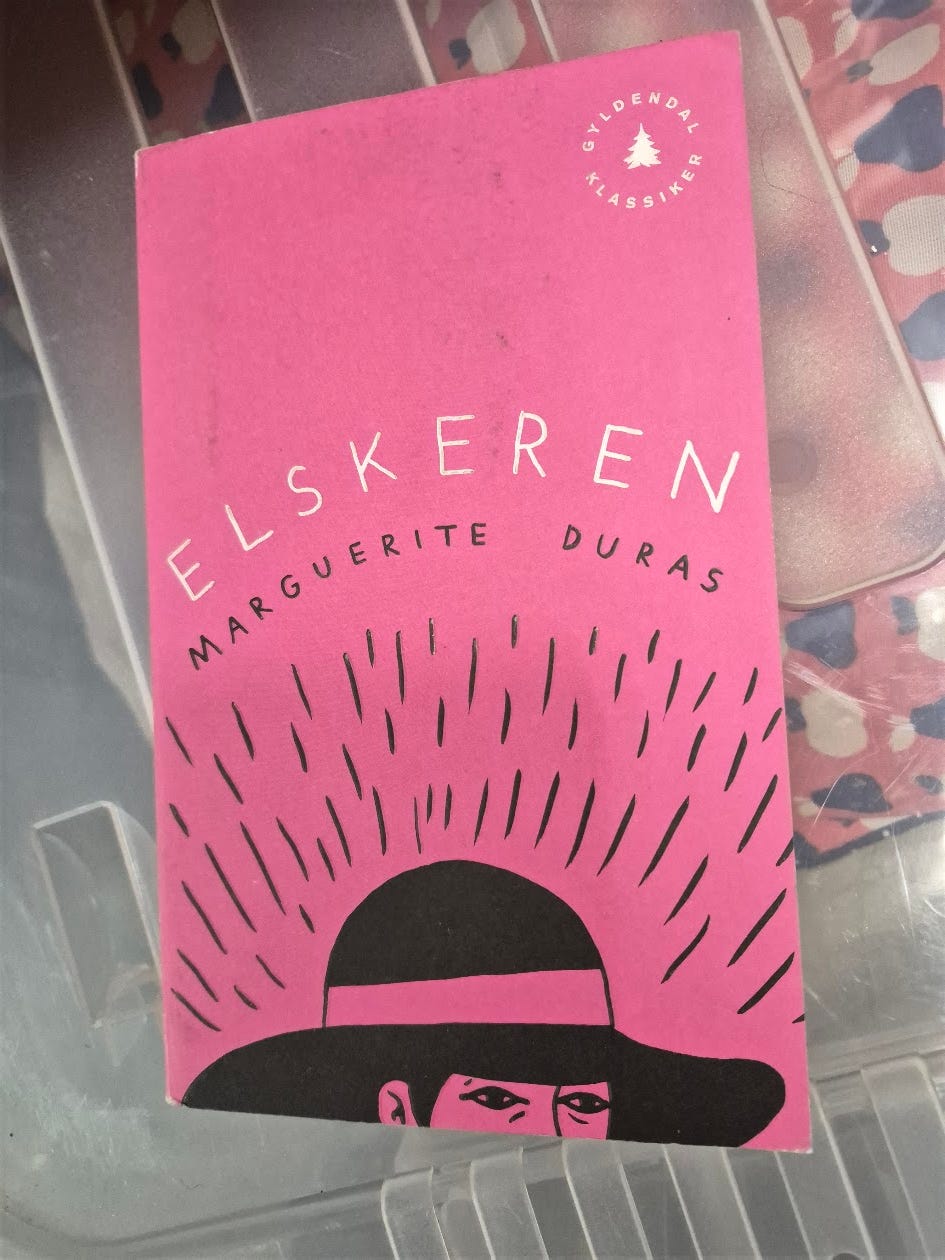 GYLDENDAL
KLASSIKER
ELSKEREN
MARGUERITE DURAS